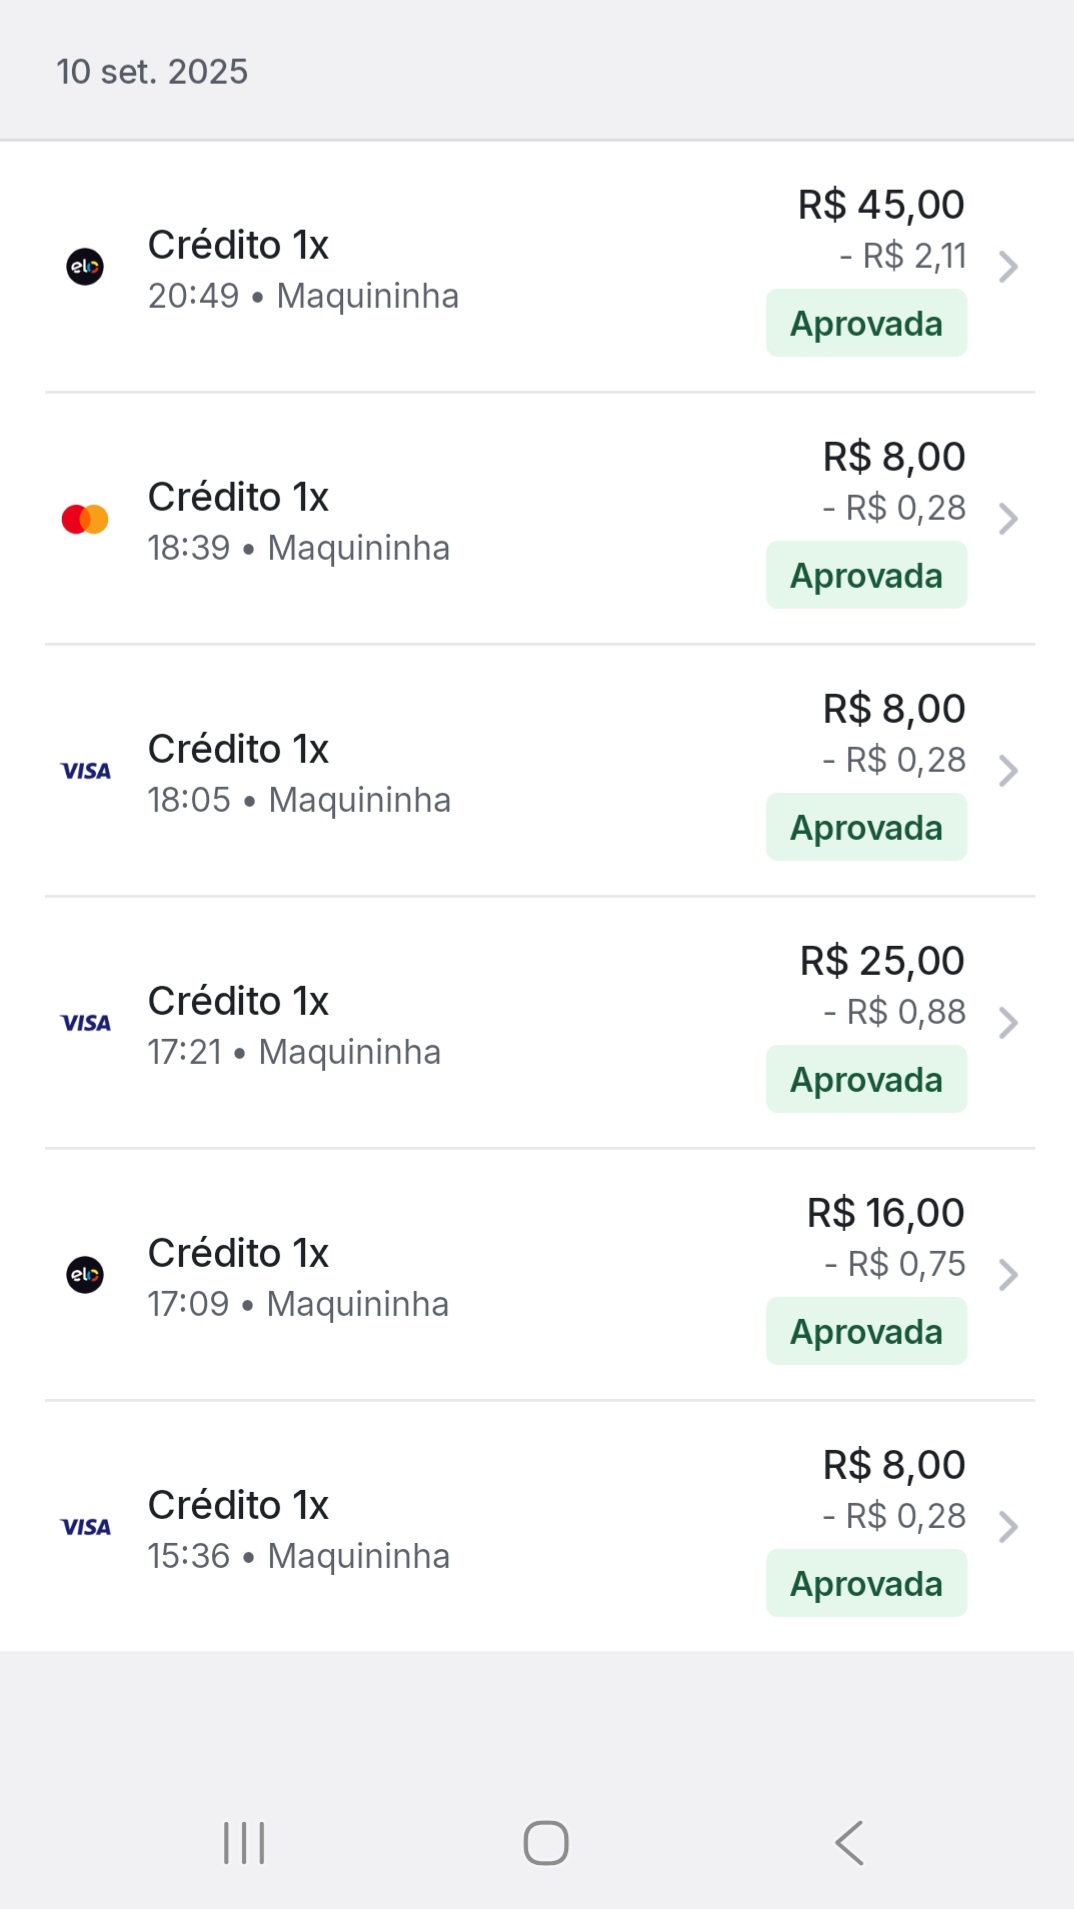 10 set. 2025
R$ 45,00
elo
Crédito 1x
- R$ 2,11
20:49 • Maquininha
Aprovada
R$ 8,00
Crédito 1x
- R$ 0,28
18:39 • Maquininha
Aprovada
R$ 8,00
Crédito 1x
- R$ 0,28
VISA
18:05 • Maquininha
Aprovada
R$ 25,00
Crédito 1x
- R$ 0,88
VISA
17:21 • Maquininha
Aprovada
R$ 16,00
Crédito 1x
- R$ 0,75
elo
17:09 • Maquininha
Aprovada
R$ 8,00
Crédito 1x
- R$ 0,28
VISA
15:36 • Maquininha
Aprovada